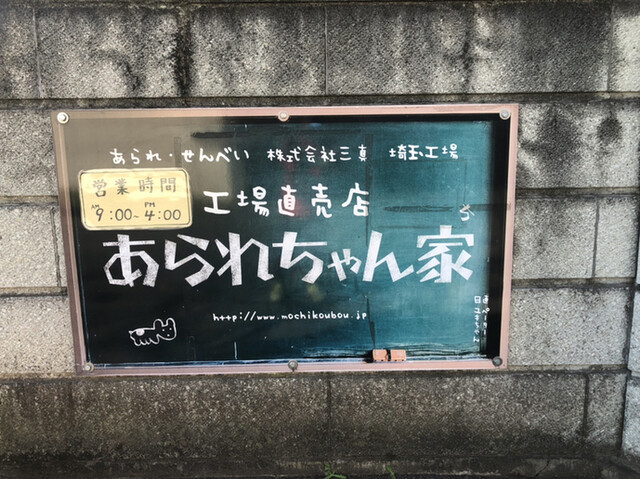 あられ・せんべい 株式会社三真 埼玉工場
営業時間
AM 9:00~PM 4:00
工場直売店
あられちゃん家
ち
http://www.mochikoubou.jp